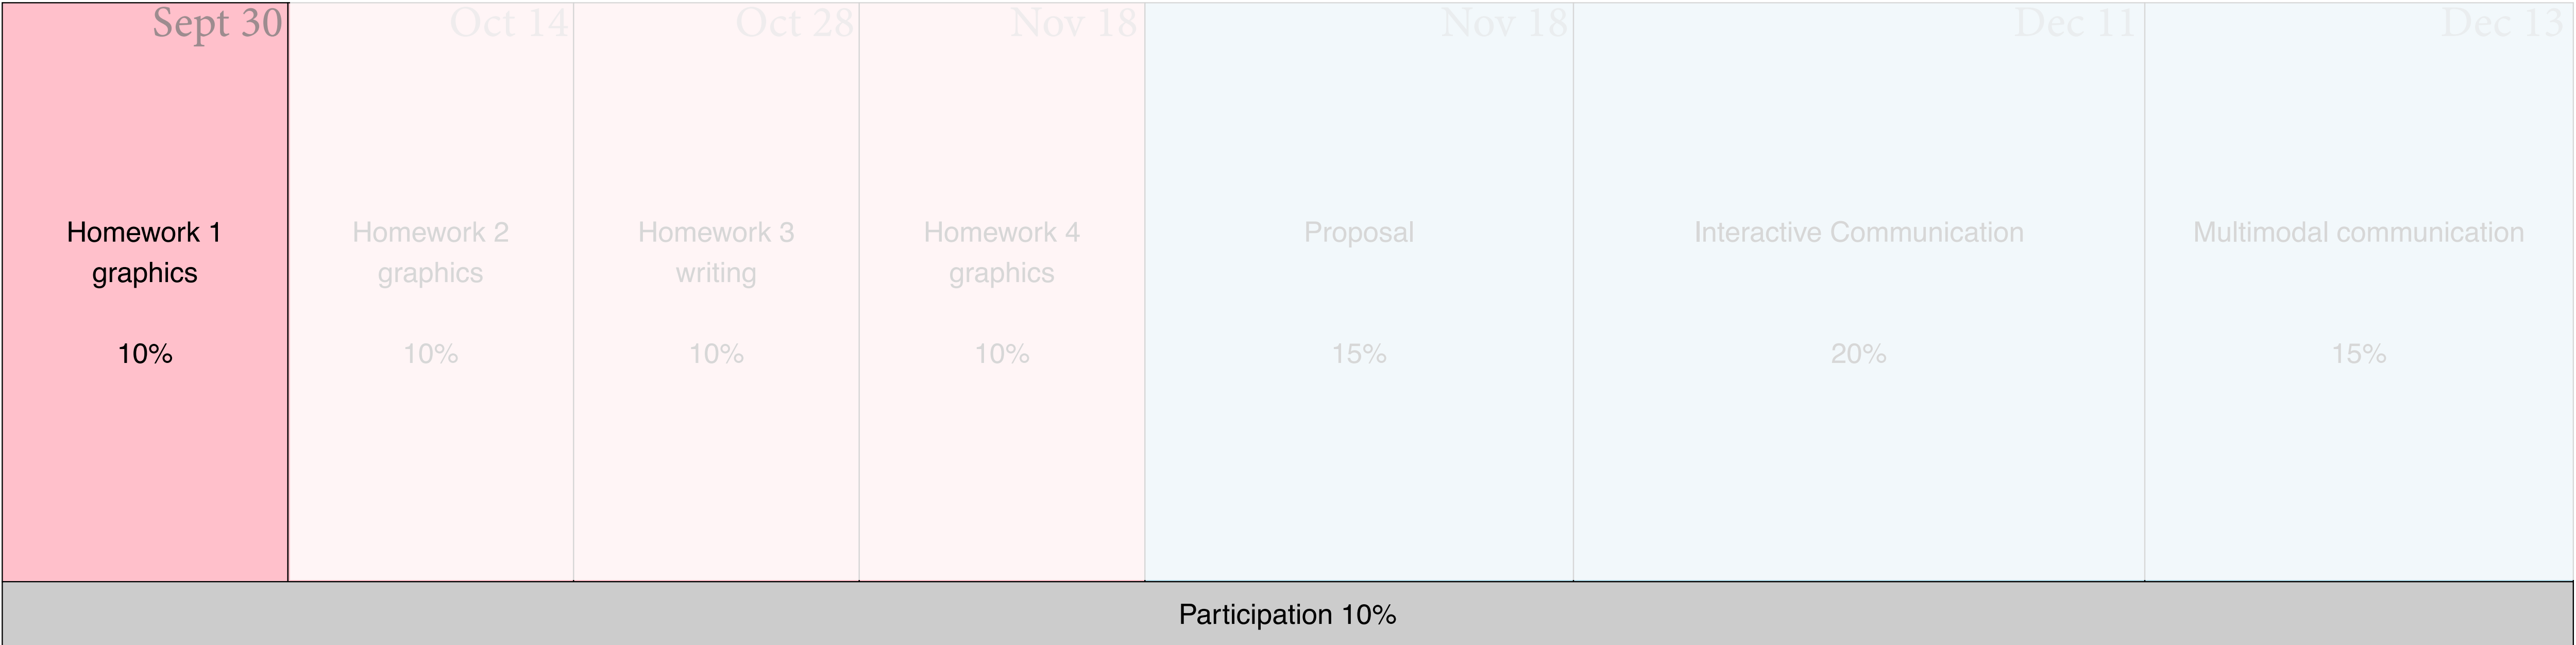 Sept 30
Homework 1
graphics
10%
Oct 14
Homework 2
graphics
10%
Oct 28
Homework 3
writing
10%
Nov 18
Homework 4
graphics
10%
Nov 18
Proposal
15%
Dec 11
Interactive Communication
20%
Dec 13
Multimodal communication
15%
Participation 10%